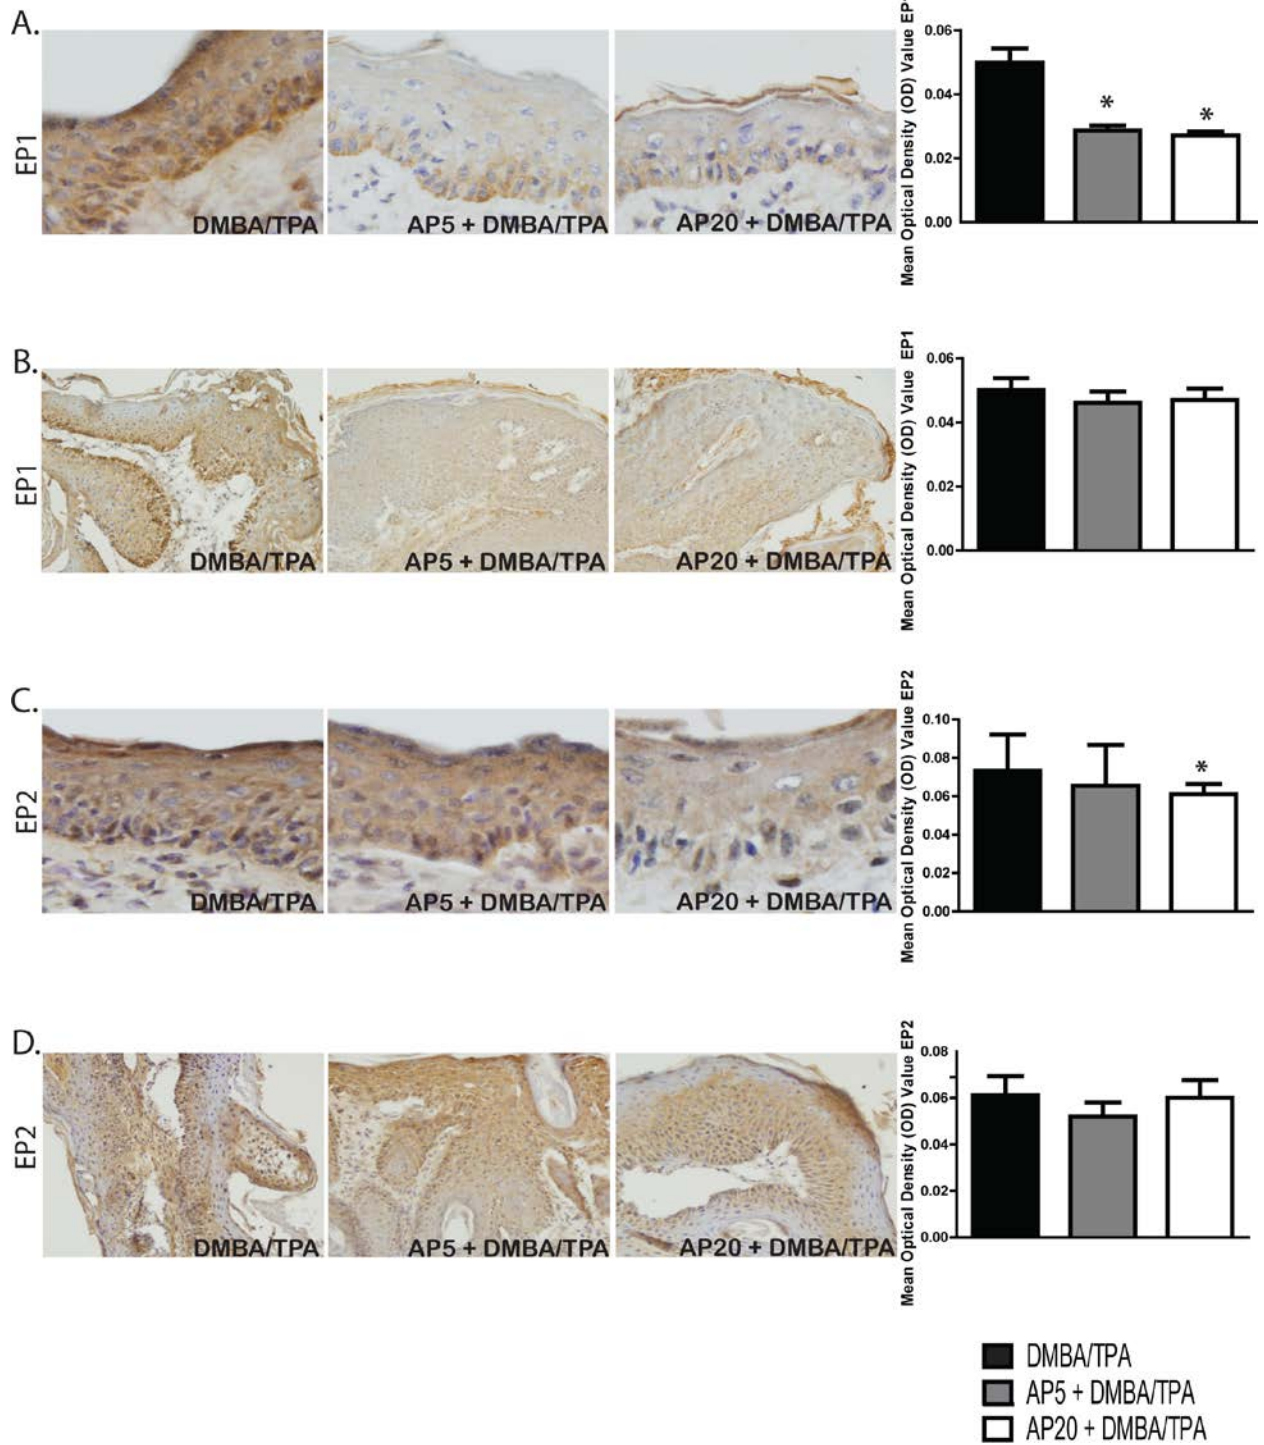 A.
EP1
DMBA/TPA
AP5 + DMBA/TPA
AP20 + DMBA/TPA
Mean Optical Density (OD) Value
0.06
0.04
0.02
0.00
*
*
B.
EP1
DMBA/TPA
AP5 + DMBA/TPA
AP20 + DMBA/TPA
Mean Optical Density (OD) Value EP1
0.06
0.04
0.02
0.00
C.
EP2
DMBA/TPA
AP5 + DMBA/TPA
AP20 + DMBA/TPA
Mean Optical Density (OD) Value EP2
0.10
0.08
0.06
0.04
0.02
0.00
*
D.
EP2
DMBA/TPA
AP5 + DMBA/TPA
AP20 + DMBA/TPA
Mean Optical Density (OD) Value EP2
0.08
0.06
0.04
0.02
0.00
DMBA/TPA
AP5 + DMBA/TPA
AP20 + DMBA/TPA